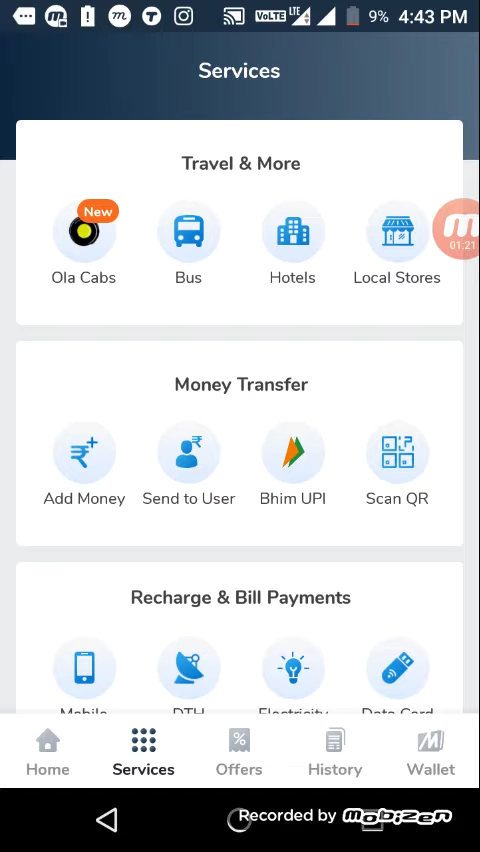 VoLTE LTE 9% 4:43 PM
Services
Travel & More
New
01:21
Ola Cabs Bus Hotels Local Stores
Money Transfer
Add Money Send to User Bhim UPI Scan QR
Recharge & Bill Payments
Mobile DTH Electricity Data Card
Home Services Offers History Wallet
Recorded by Mobizen